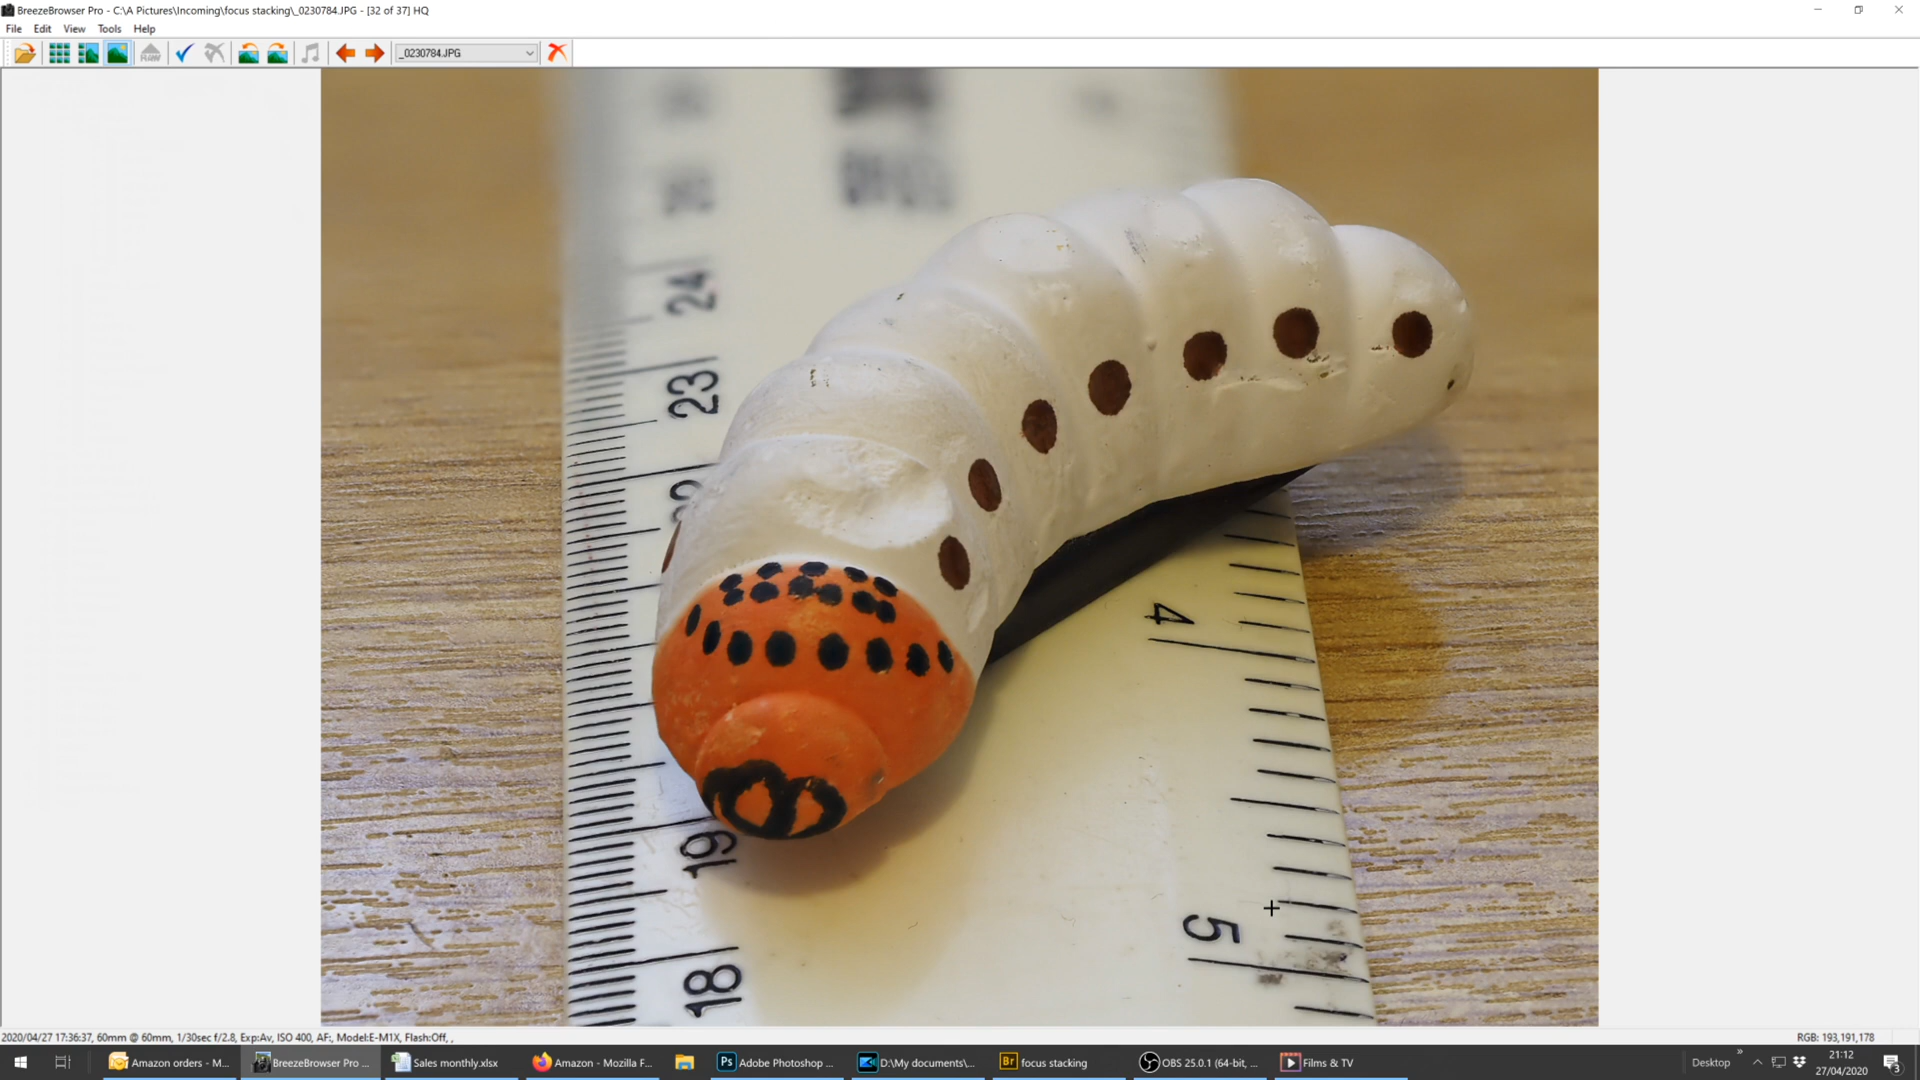 BreezeBrowser Pro - C:\A Pictures\Incoming\focus stacking\_0230784.JPG - [32 of 37] HQ
File Edit View Tools Help
RAW _0230784.JPG
24
23
4
19
5
18
2020/04/27 17:36:37, 60mm @ 60mm, 1/30sec f/2.8, Exp:Av, ISO 400, AF:, Model:E-M1X, Flash:Off, ,
RGB: 193,191,178
Amazon orders - M... BreezeBrowser Pro ... Sales monthly.xlsx Amazon - Mozilla F... Ps Adobe Photoshop ... D:\My documents\... Br focus stacking OBS 25.0.1 (64-bit, ... Films & TV Desktop » 21:12
27/04/2020 3